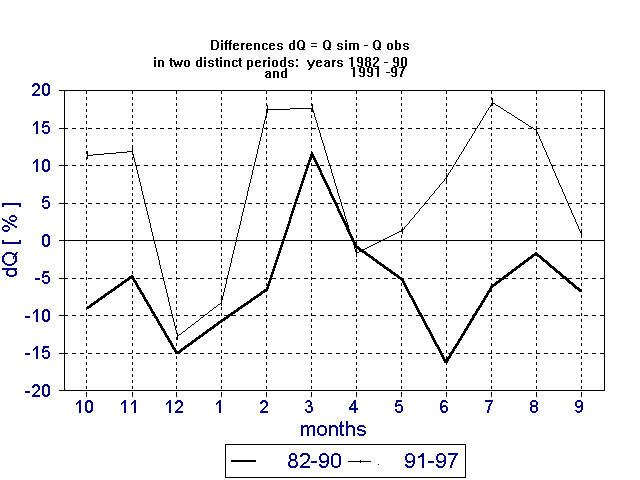 Differences dQ = Q sim - Q obs
in two distinct periods: years 1982 - 90
and 1991 -97
20
15
10
5
0
-5
-10
-15
-20
dQ [ % ]
10 11 12 1 2 3 4 5 6 7 8 9
months
82-90 91-97